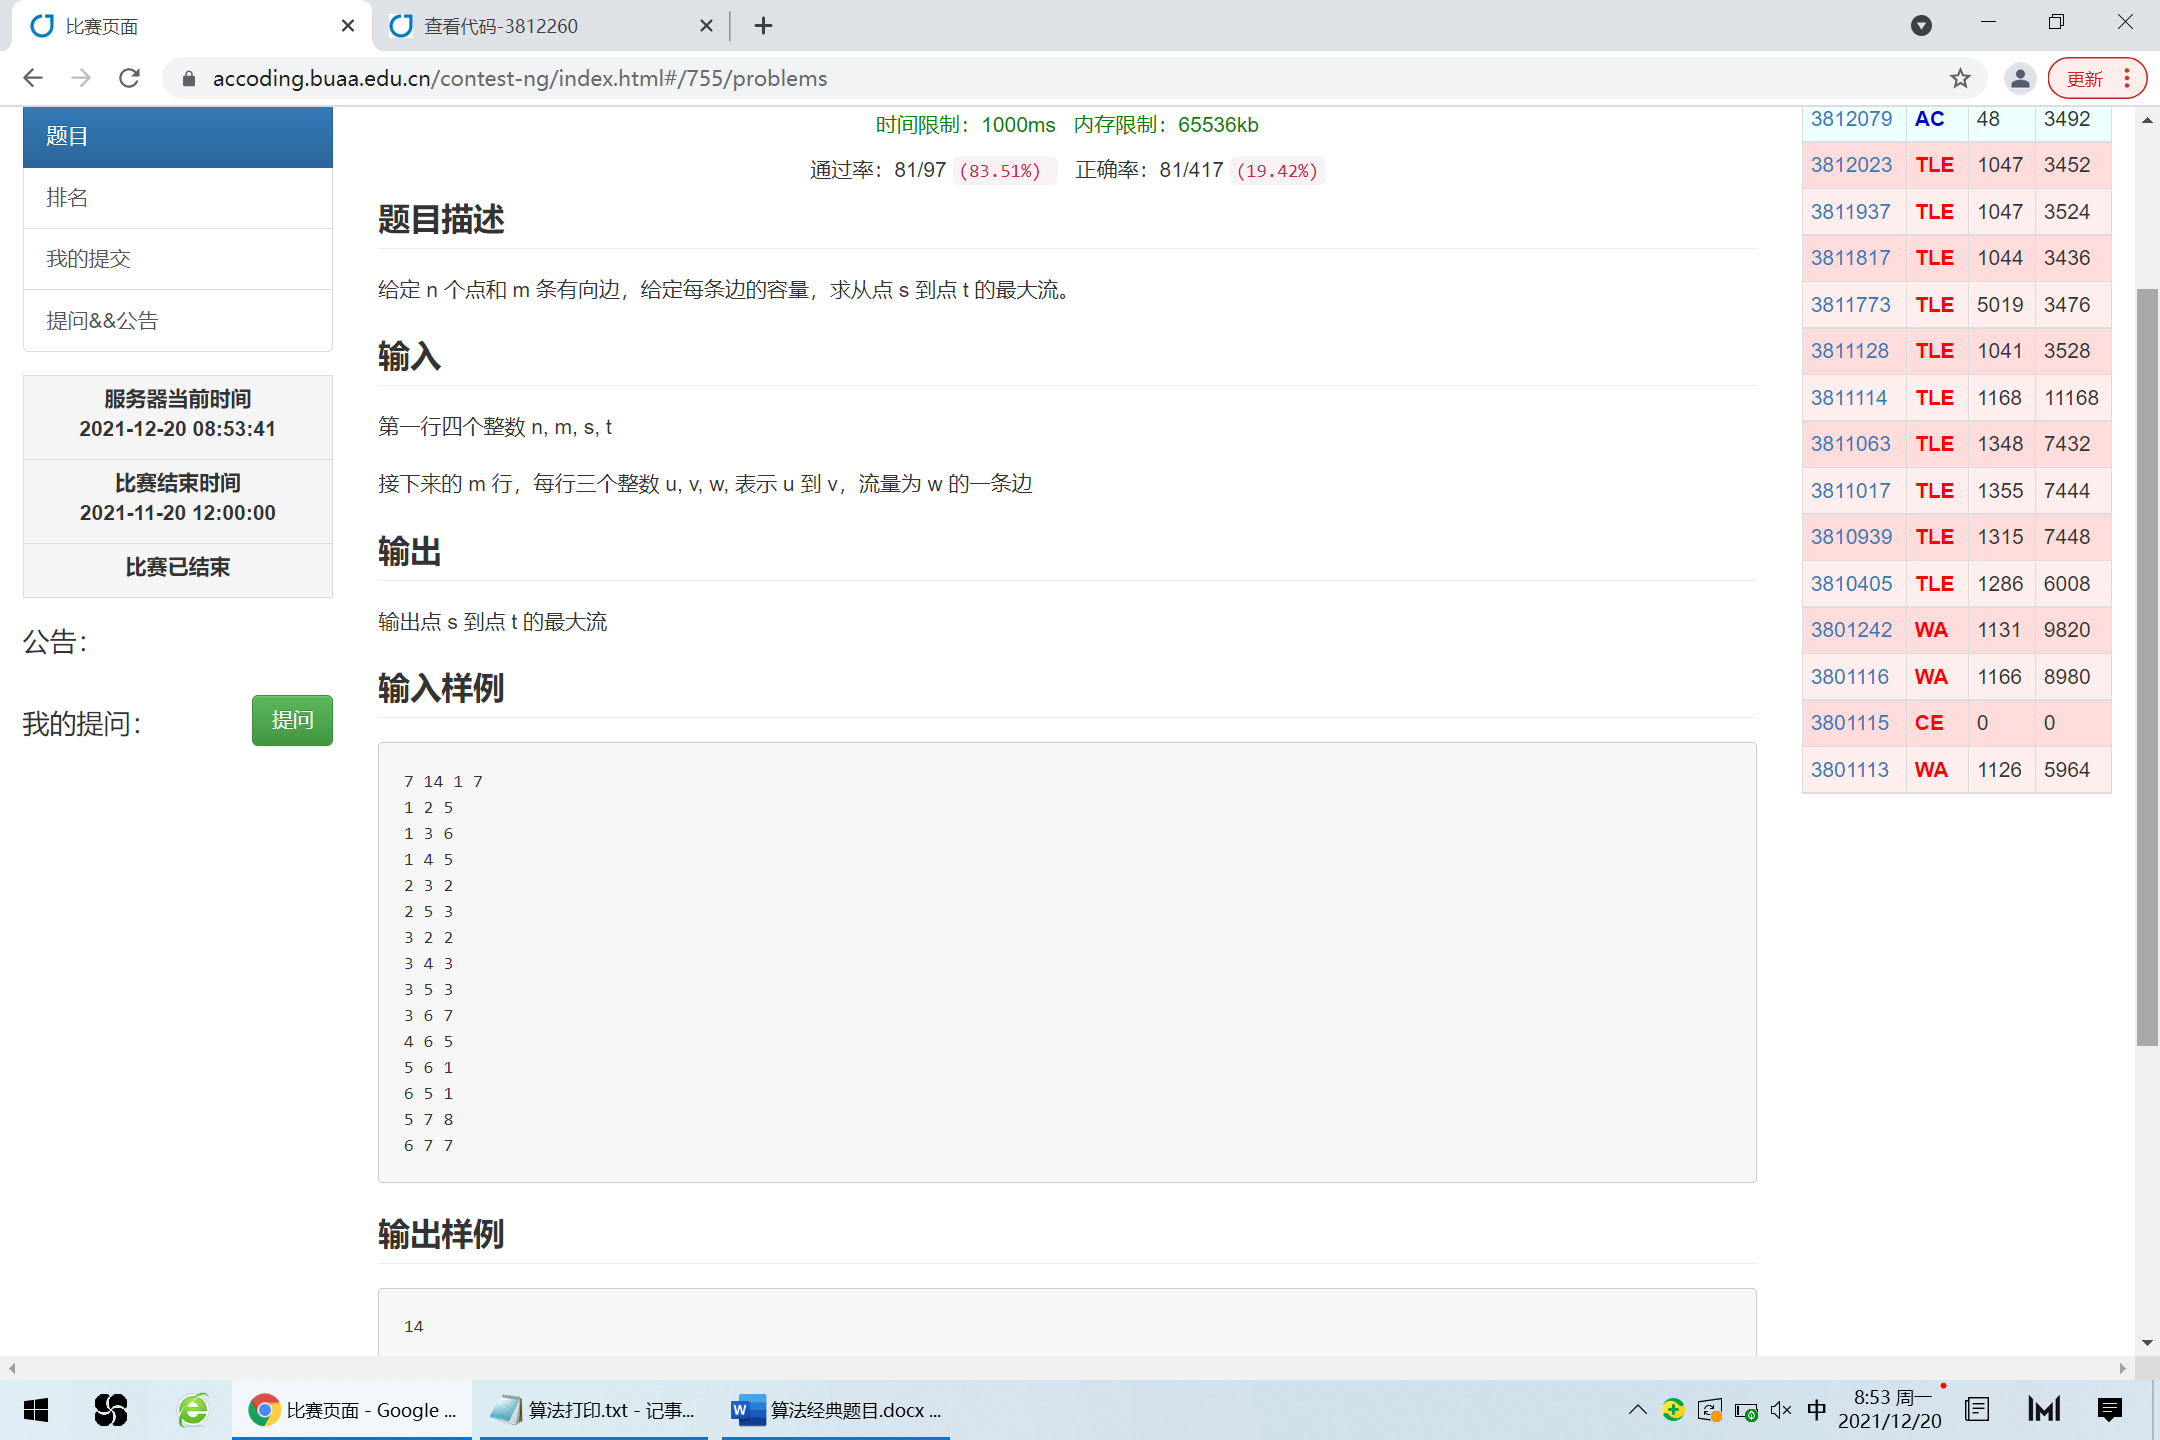 比赛页面
查看代码-3812260
accoding.buaa.edu.cn/contest-ng/index.html#/755/problems
更新
题目
排名
我的提交
提问&&公告
服务器当前时间
2021-12-20 08:53:41
比赛结束时间
2021-11-20 12:00:00
比赛已结束
公告：
我的提问：
提问
时间限制：1000ms 内存限制：65536kb
通过率：81/97 (83.51%) 正确率：81/417 (19.42%)
题目描述
给定 n 个点和 m 条有向边，给定每条边的容量，求从点 s 到点 t 的最大流。
输入
第一行四个整数 n, m, s, t
接下来的 m 行，每行三个整数 u, v, w, 表示 u 到 v，流量为 w 的一条边
输出
输出点 s 到点 t 的最大流
输入样例
7 14 1 7
1 2 5
1 3 6
1 4 5
2 3 2
2 5 3
3 2 2
3 4 3
3 5 3
3 6 7
4 6 5
5 6 1
6 5 1
5 7 8
6 7 7
输出样例
14
3812079 AC 48 3492
3812023 TLE 1047 3452
3811937 TLE 1047 3524
3811817 TLE 1044 3436
3811773 TLE 5019 3476
3811128 TLE 1041 3528
3811114 TLE 1168 11168
3811063 TLE 1348 7432
3811017 TLE 1355 7444
3810939 TLE 1315 7448
3810405 TLE 1286 6008
3801242 WA 1131 9820
3801116 WA 1166 8980
3801115 CE 0 0
3801113 WA 1126 5964
比赛页面 - Google ...
算法打印.txt - 记事...
算法经典题目.docx ...
中
8:53 周一
2021/12/20